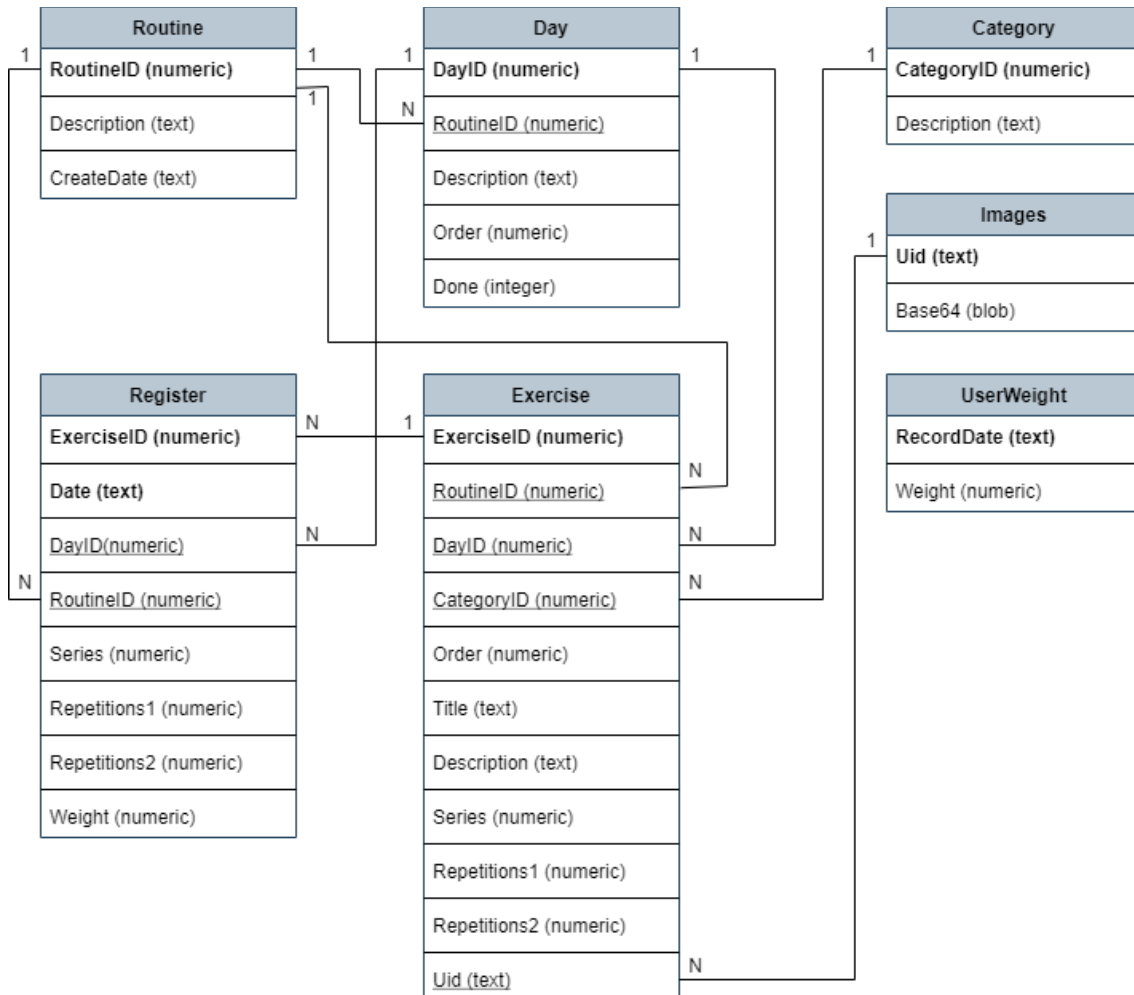 Routine
1
RoutineID (numeric)
1
1
Description (text)
CreateDate (text)
Day
1
DayID (numeric)
1
N
RoutineID (numeric)
Description (text)
Order (numeric)
Done (integer)
Category
1
CategoryID (numeric)
Description (text)
Images
1
Uid (text)
Base64 (blob)
Register
ExerciseID (numeric)
N
Date (text)
DayID(numeric)
N
N
RoutineID (numeric)
Series (numeric)
Repetitions1 (numeric)
Repetitions2 (numeric)
Weight (numeric)
Exercise
1
ExerciseID (numeric)
RoutineID (numeric)
N
DayID (numeric)
N
CategoryID (numeric)
N
Order (numeric)
Title (text)
Description (text)
Series (numeric)
Repetitions1 (numeric)
Repetitions2 (numeric)
Uid (text)
N
UserWeight
RecordDate (text)
Weight (numeric)